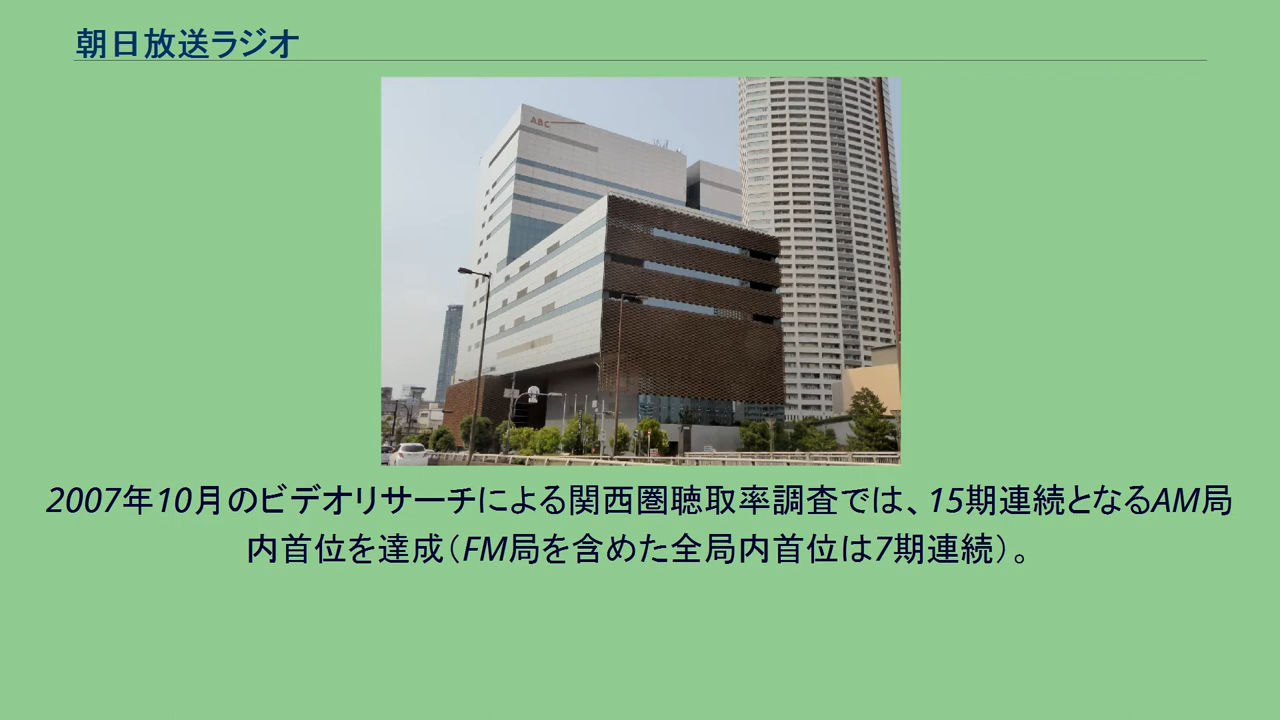 朝日放送ラジオ
ABC
2007年10月のビデオリサーチによる関西圏聴取率調査では、15期連続となるAM局
内首位を達成（FM局を含めた全局内首位は7期連続）。